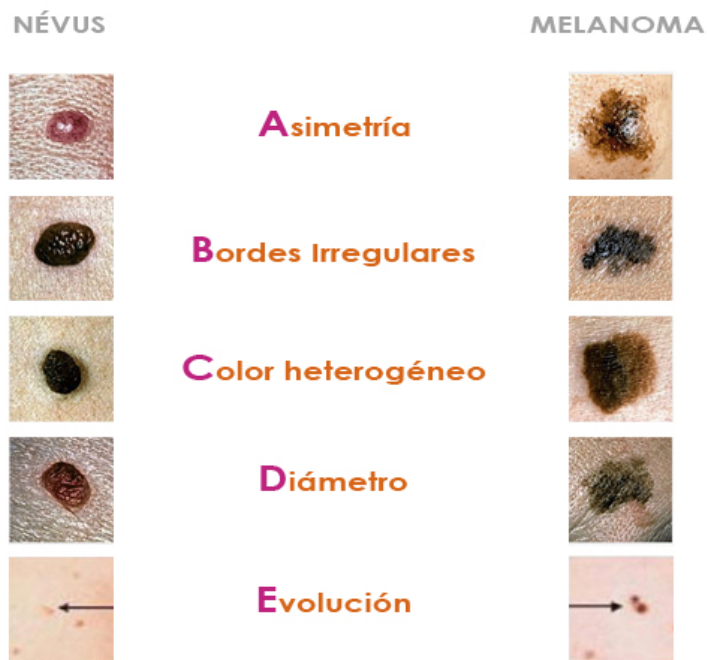 NÉVUS
MELANOMA
Asimetría
Bordes Irregulares
Color heterogéneo
Diámetro
Evolución